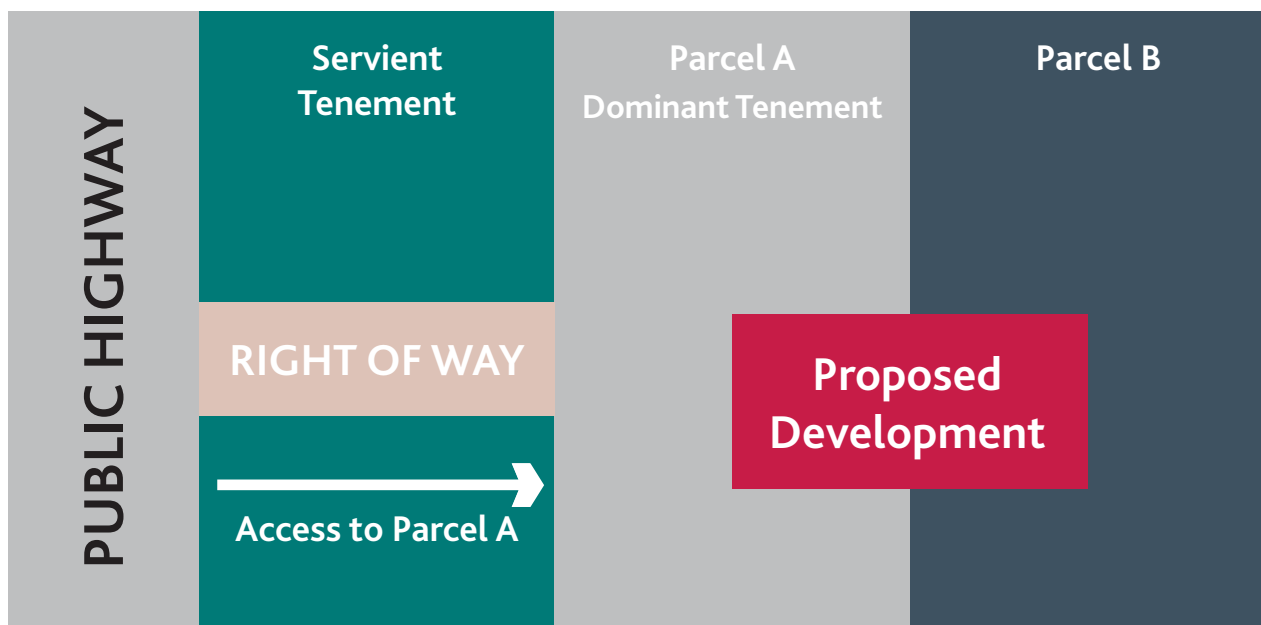 PUBLIC HIGHWAY
Servient
Tenement
RIGHT OF WAY
Access to Parcel A
Parcel A
Dominant Tenement
Parcel B
Proposed
Development